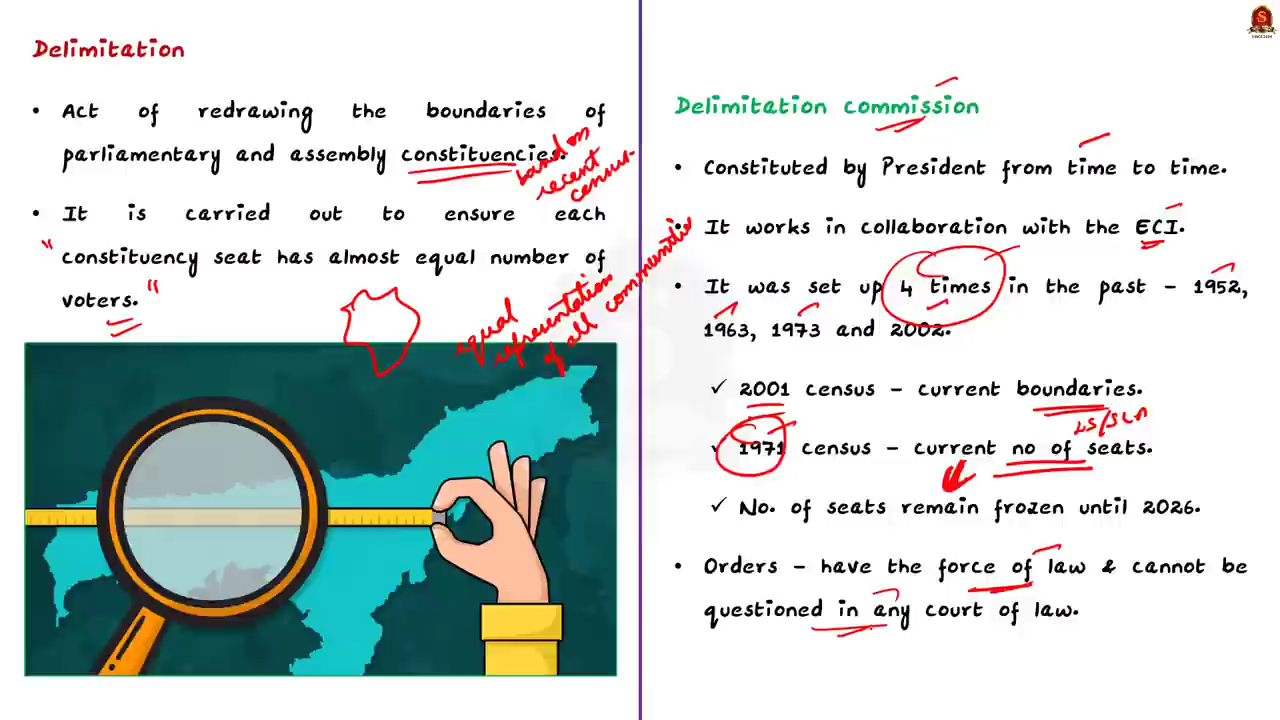 Delimitation
• Act of redrawing the boundaries of
parliamentary and assembly constituencies.
based on
recent
census.
• It is carried out to ensure each
"constituency seat has almost equal number of
voters."
equal
representation
of all communities
Delimitation commission
• Constituted by President from time to time.
• It works in collaboration with the ECI.
• It was set up 4 times in the past – 1952,
1963, 1973 and 2002.
✓ 2001 census – current boundaries.
LS/SLA
✓ 1971 census – current no of seats.
✓ No. of seats remain frozen until 2026.
• Orders – have the force of law & cannot be
questioned in any court of law.